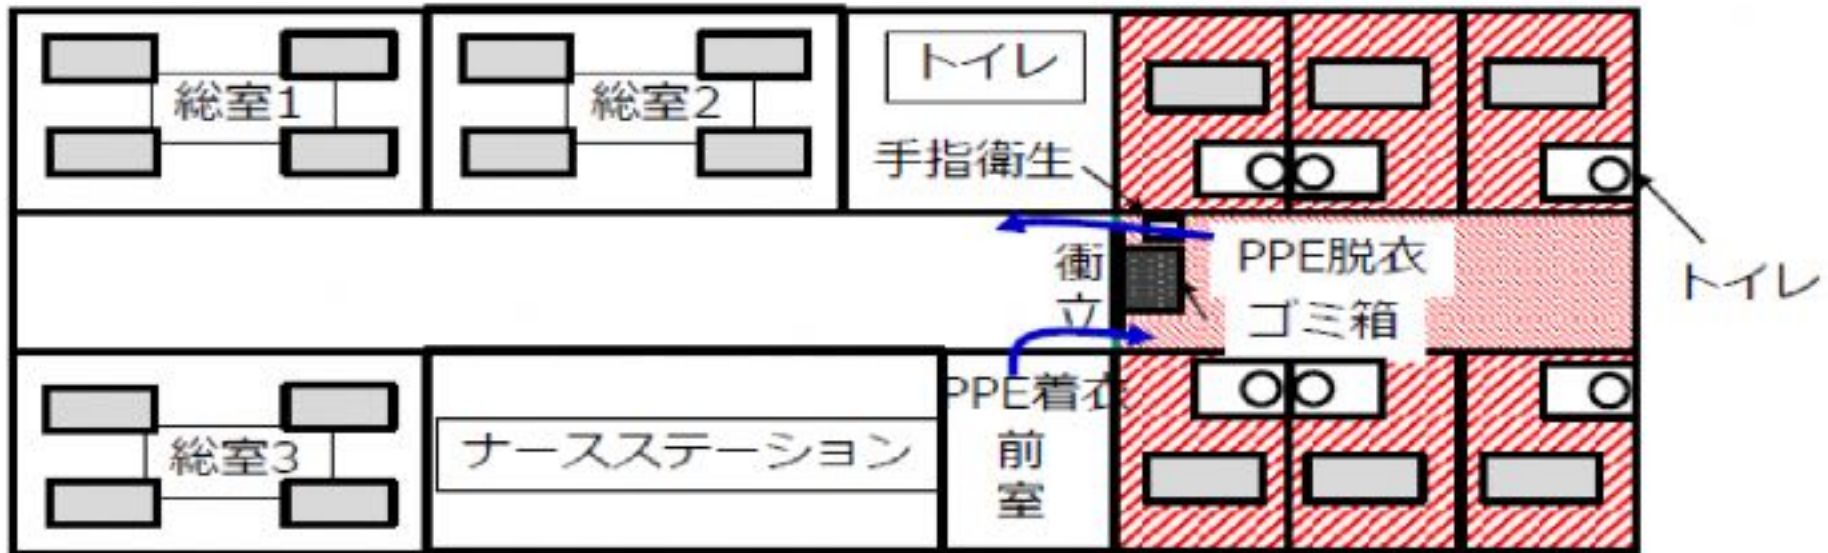 総室1
総室2
トイレ
手指衛生
衝立
PPE脱衣
ゴミ箱
トイレ
総室3
ナースステーション
PPE着衣
前室